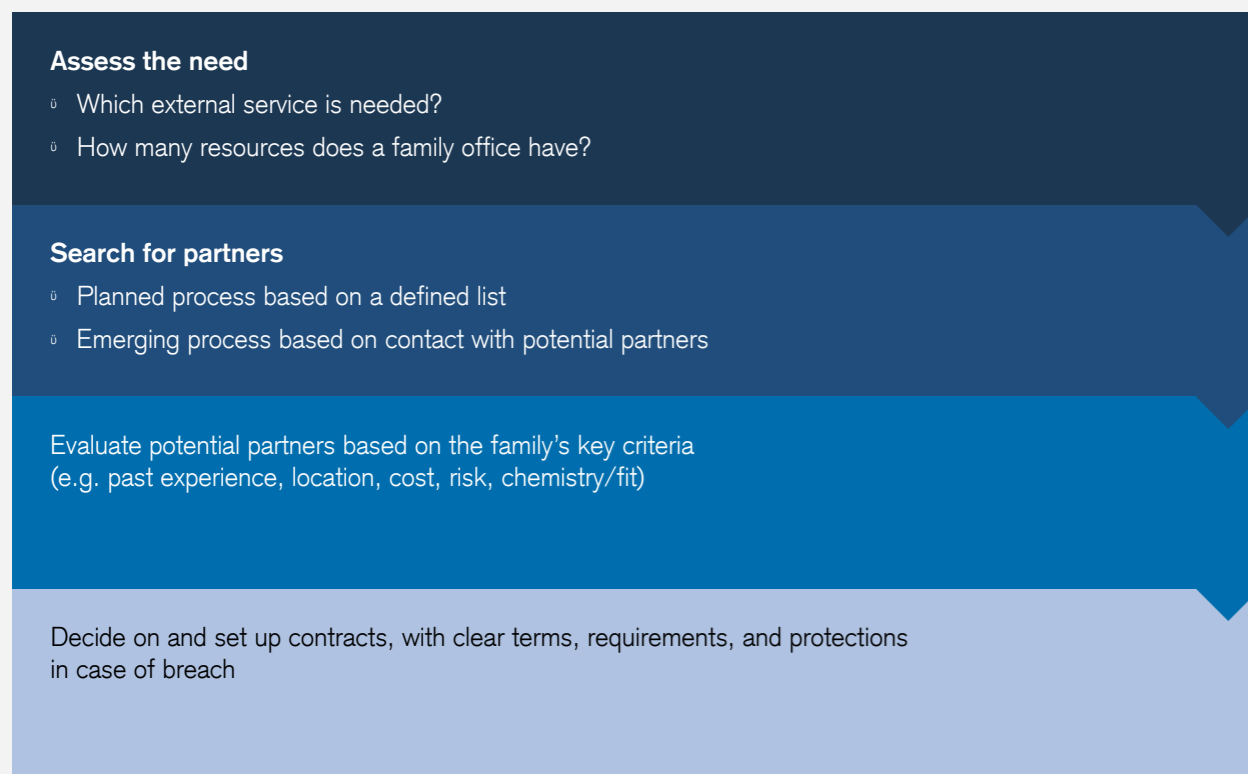 Assess the need
ü Which external service is needed?
ü How many resources does a family office have?
Search for partners
ü Planned process based on a defined list
ü Emerging process based on contact with potential partners
Evaluate potential partners based on the family’s key criteria
(e.g. past experience, location, cost, risk, chemistry/fit)
Decide on and set up contracts, with clear terms, requirements, and protections
in case of breach